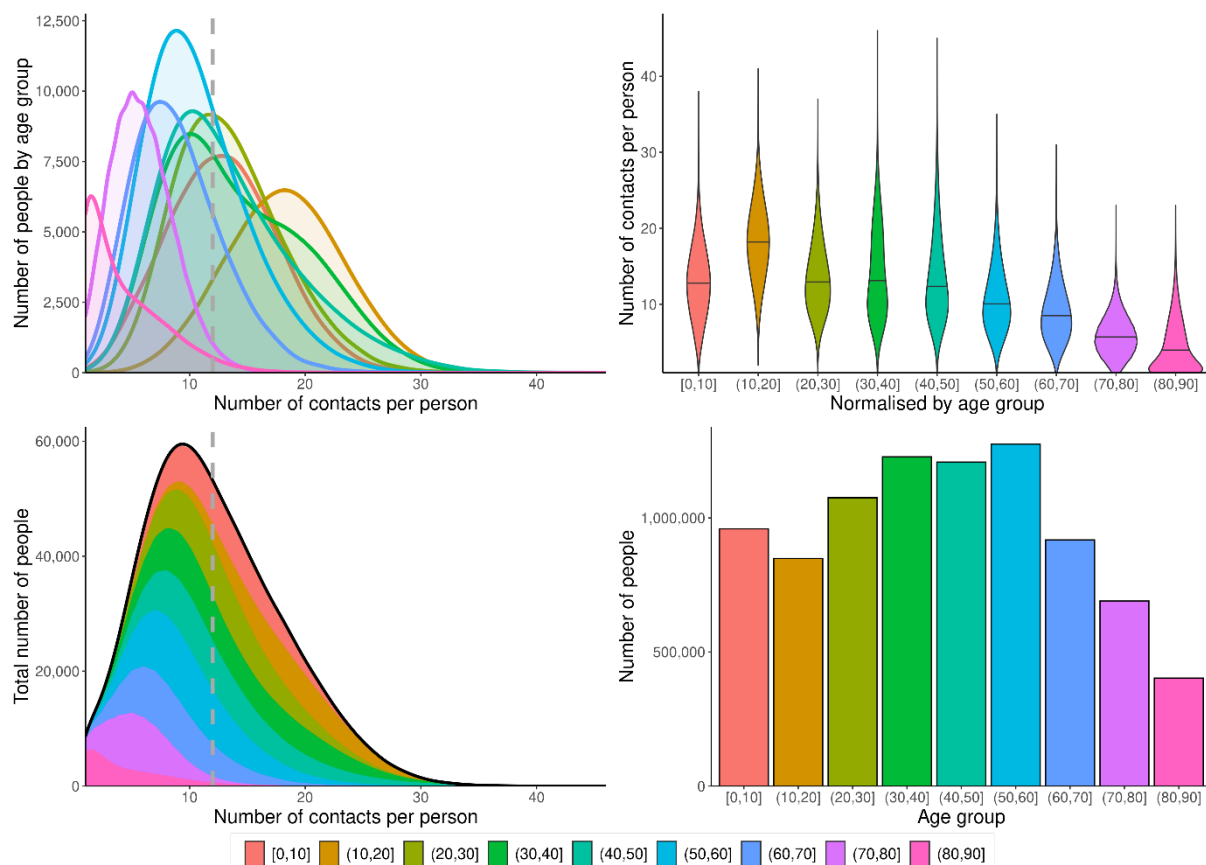 Number of people by age group
12,500
10,000
7,500
5,000
2,500
0
10 20 30 40
Number of contacts per person
Number of contacts per person
40
30
20
10
[0,10] (10,20] (20,30] (30,40] (40,50] (50,60] (60,70] (70,80] (80,90]
Normalised by age group
Total number of people
60,000
40,000
20,000
0
10 20 30 40
Number of contacts per person
Number of people
1,000,000
500,000
0
[0,10] (10,20] (20,30] (30,40] (40,50] (50,60] (60,70] (70,80] (80,90]
Age group
[0,10] (10,20] (20,30] (30,40] (40,50] (50,60] (60,70] (70,80] (80,90]